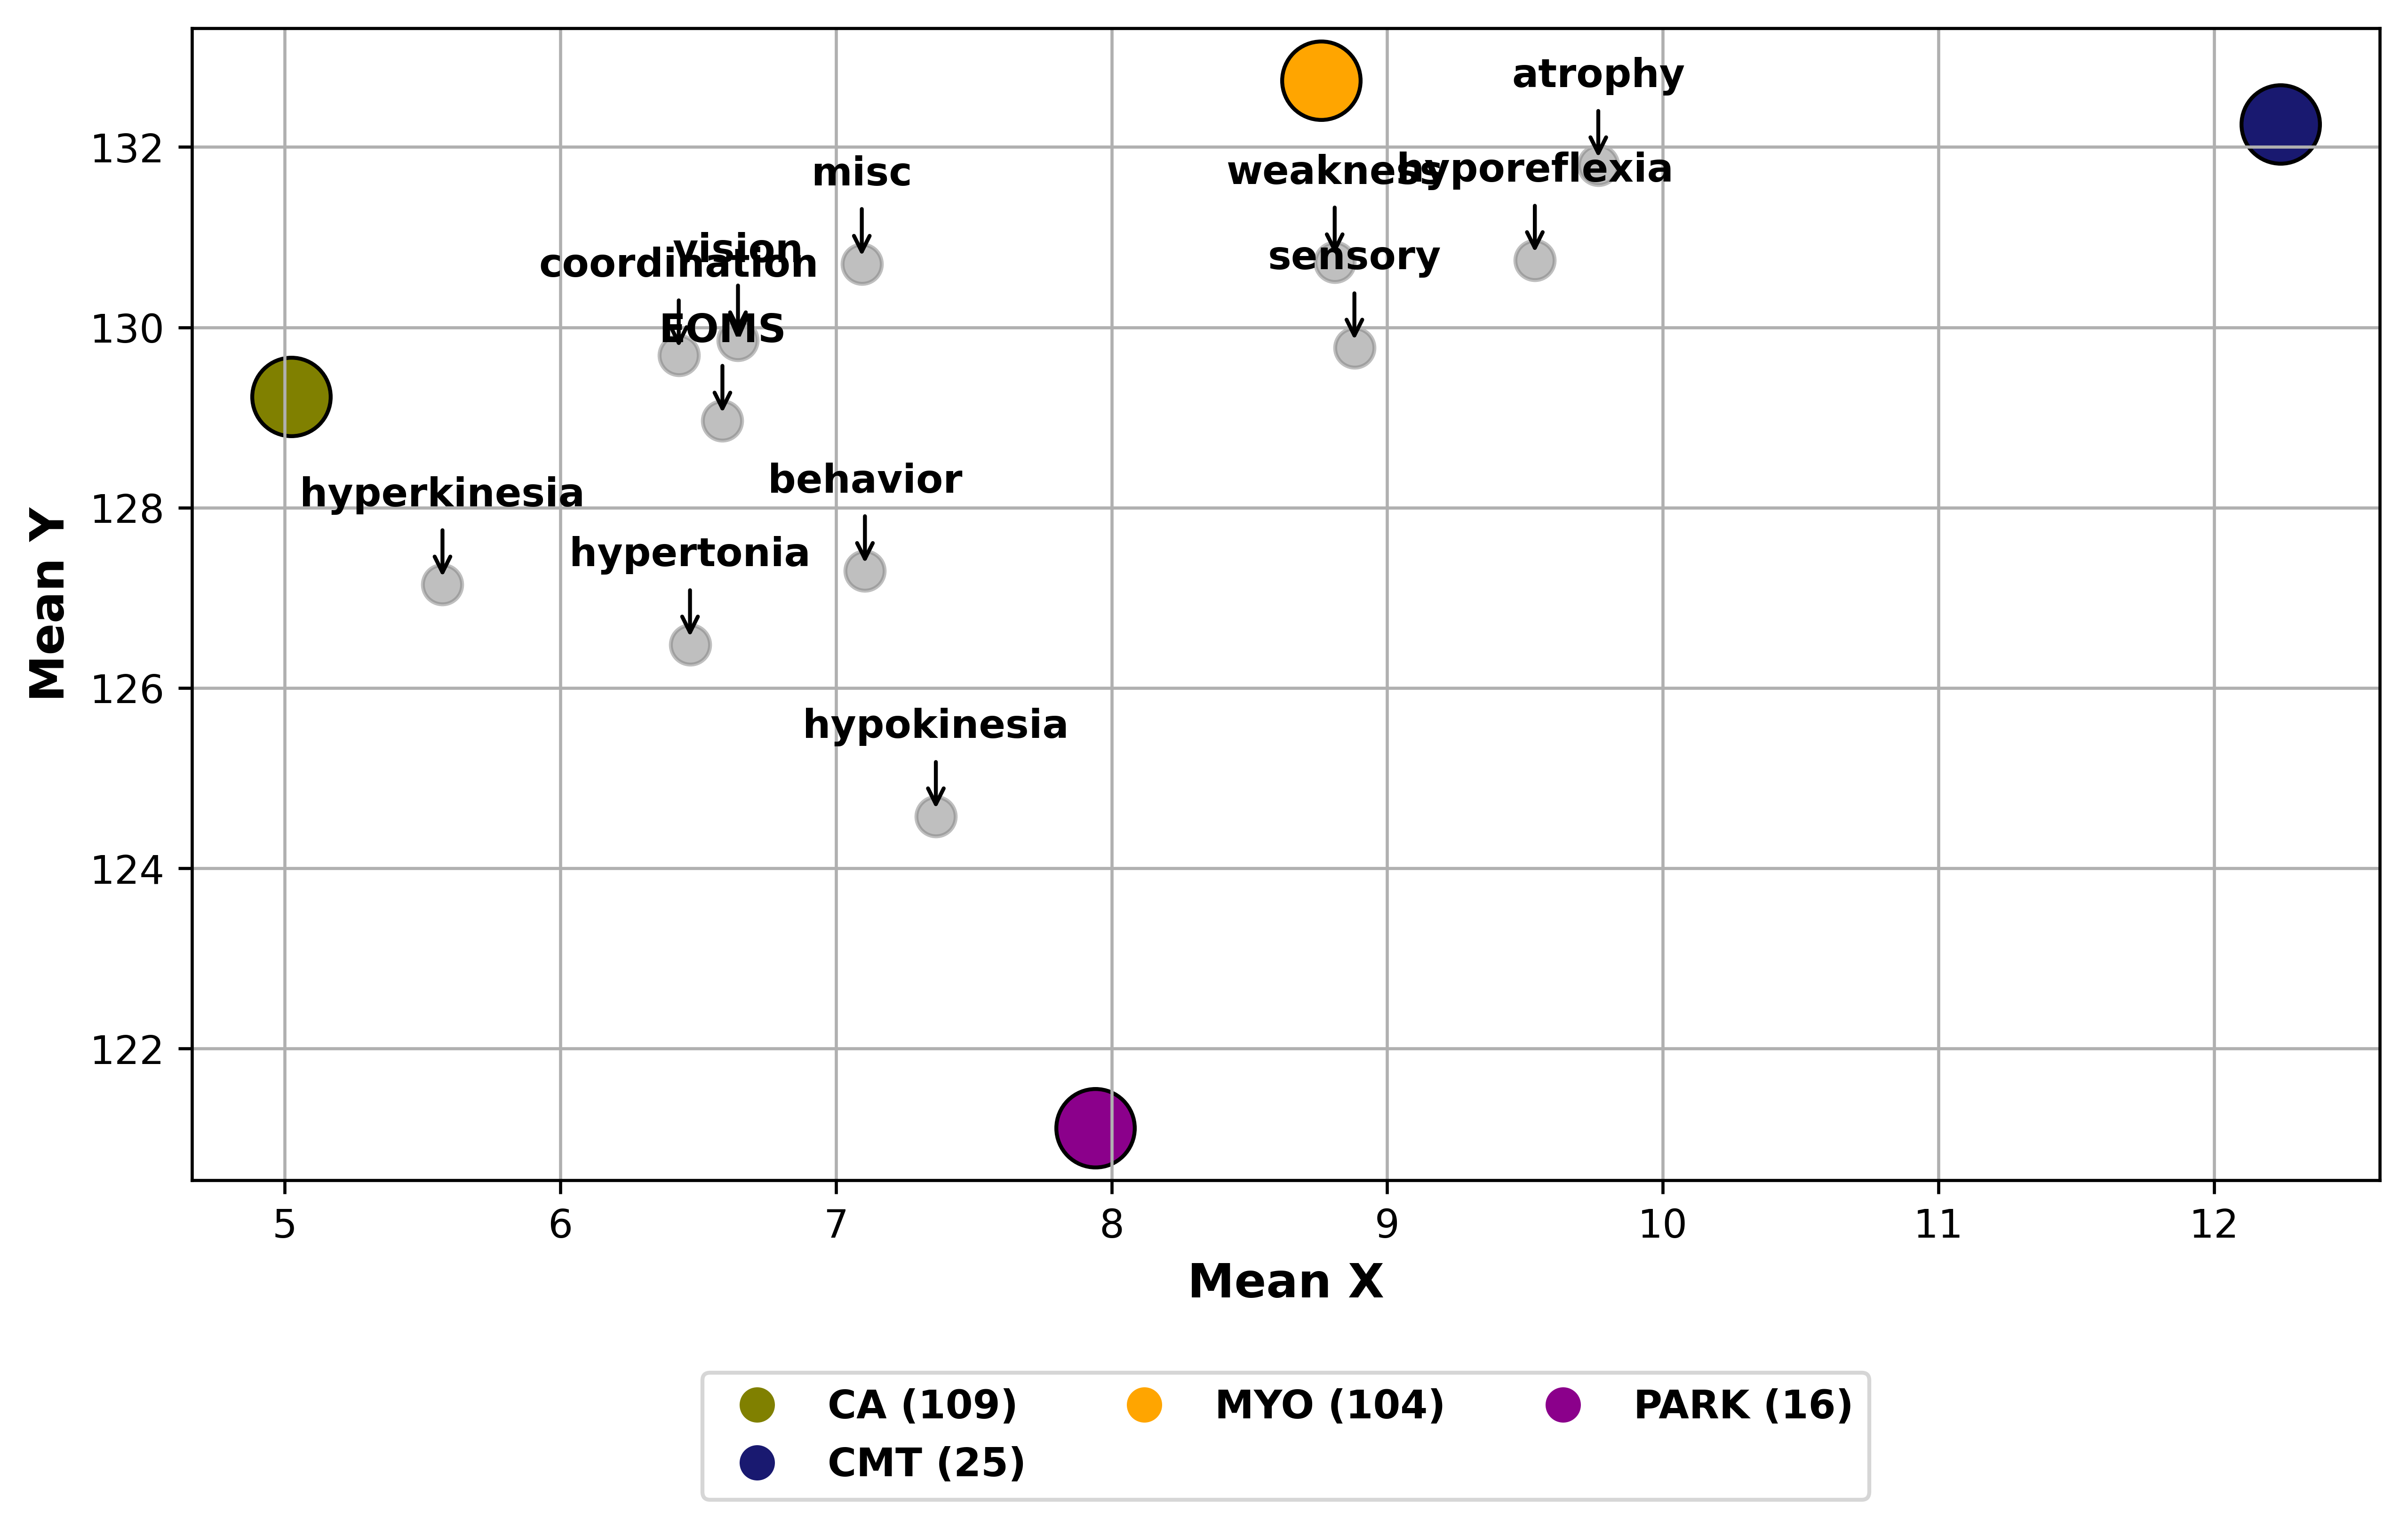 atrophy
misc
weakness
hyporeflexia
vision
coordination
sensory
EOMS
behavior
hyperkinesia
hypertonia
hypokinesia
132
130
128
126
124
122
Mean Y
5 6 7 8 9 10 11 12
Mean X
CA (109) MYO (104) PARK (16)
CMT (25)